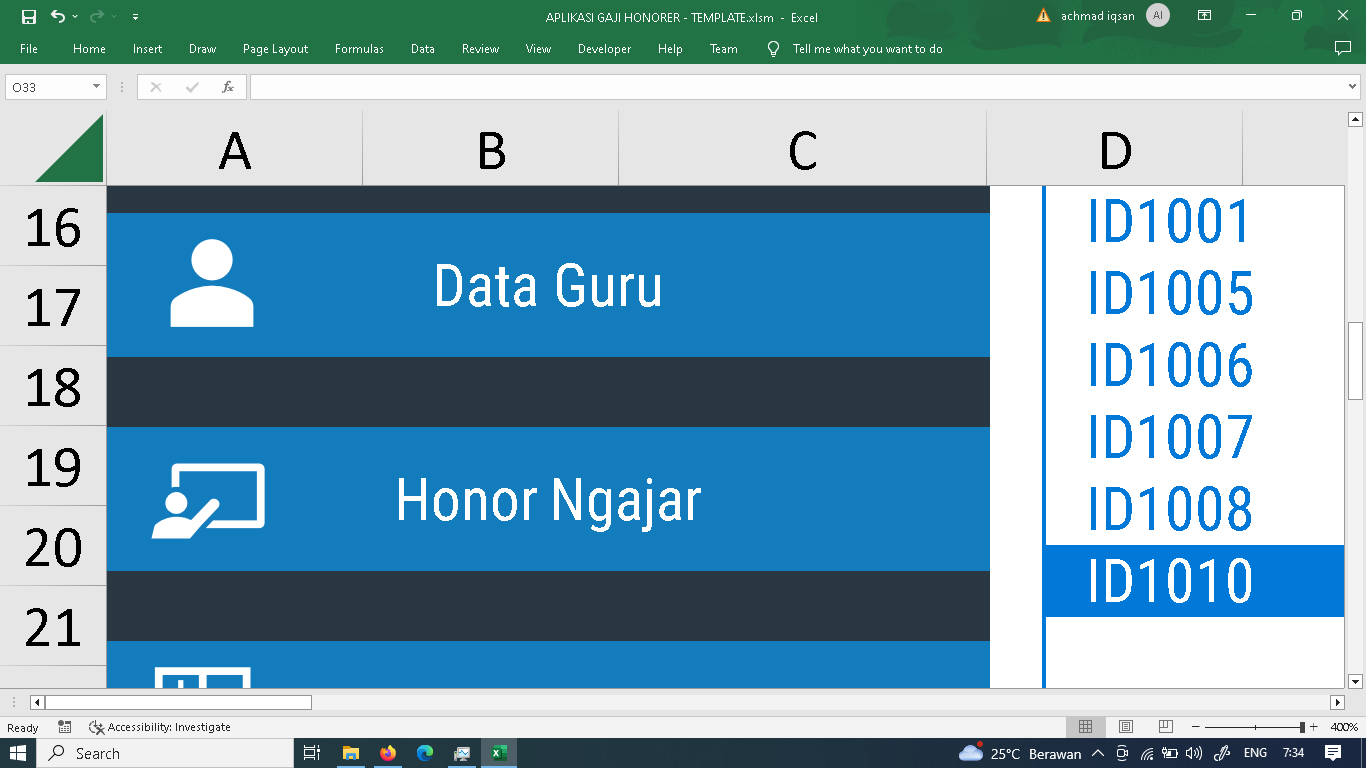 APLIKASI GAJI HONORER - TEMPLATE.xlsm - Excel
achmad iqsan
AI
File Home Insert Draw Page Layout Formulas Data Review View Developer Help Team Tell me what you want to do
O33
fx
A B C D
16
17
18
19
20
21
Data Guru
Honor Ngajar
ID1001
ID1005
ID1006
ID1007
ID1008
ID1010
Ready
Accessibility: Investigate
400%
Search
25°C Berawan
ENG
7:34